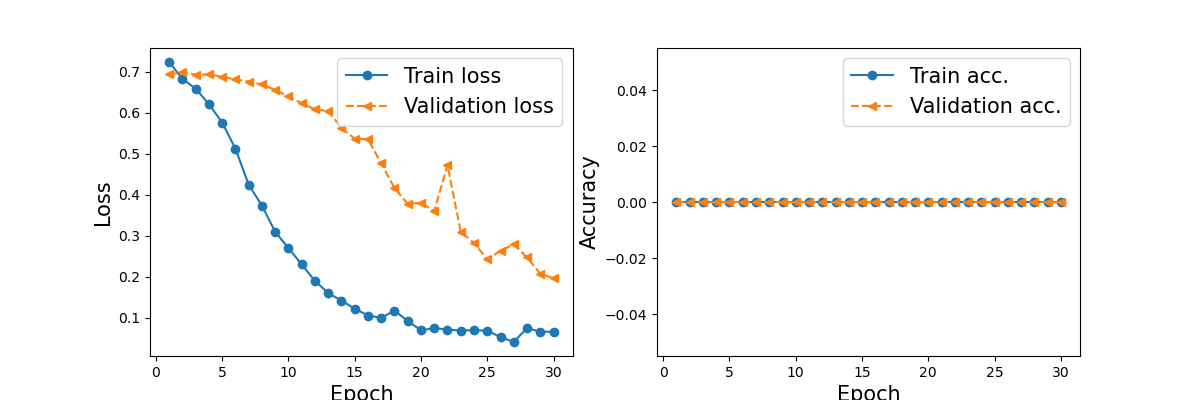 0.7
0.6
0.5
0.4
0.3
0.2
0.1
Loss
0 5 10 15 20 25 30
Epoch
Train loss
Validation loss
0.04
0.02
0.00
−0.02
−0.04
Accuracy
0 5 10 15 20 25 30
Epoch
Train acc.
Validation acc.